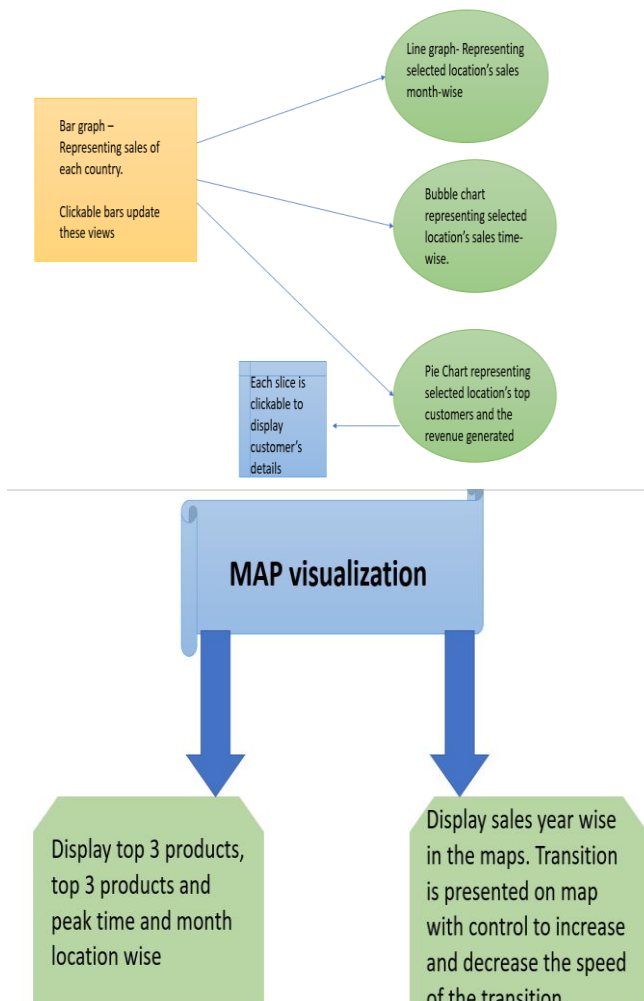 Line graph- Representing
selected location's sales
month-wise
Bar graph –
Representing sales of
each country.
Clickable bars update
these views
Bubble chart
representing selected
location's sales time-
wise.
Pie Chart representing
selected location's top
customers and the
revenue generated
Each slice is
clickable to
display
customer's
details
MAP visualization
Display top 3 products,
top 3 products and
peak time and month
location wise
Display sales year wise
in the maps. Transition
is presented on map
with control to increase
and decrease the speed
of the transition